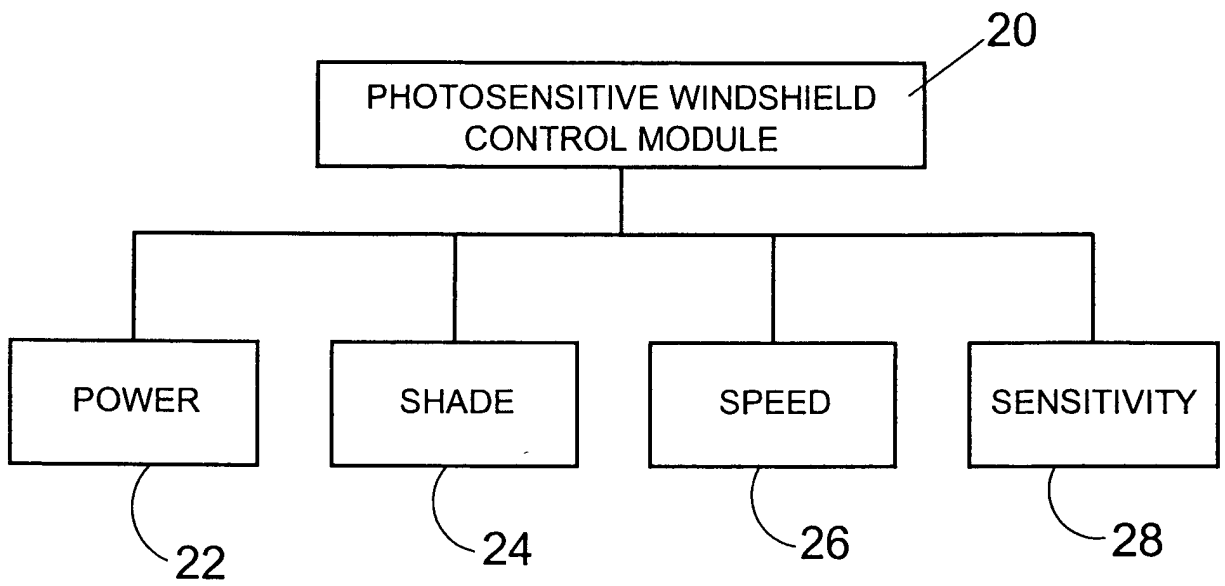 20
PHOTOSENSITIVE WINDSHIELD
CONTROL MODULE
POWER
SHADE
SPEED
SENSITIVITY
22
24
26
28